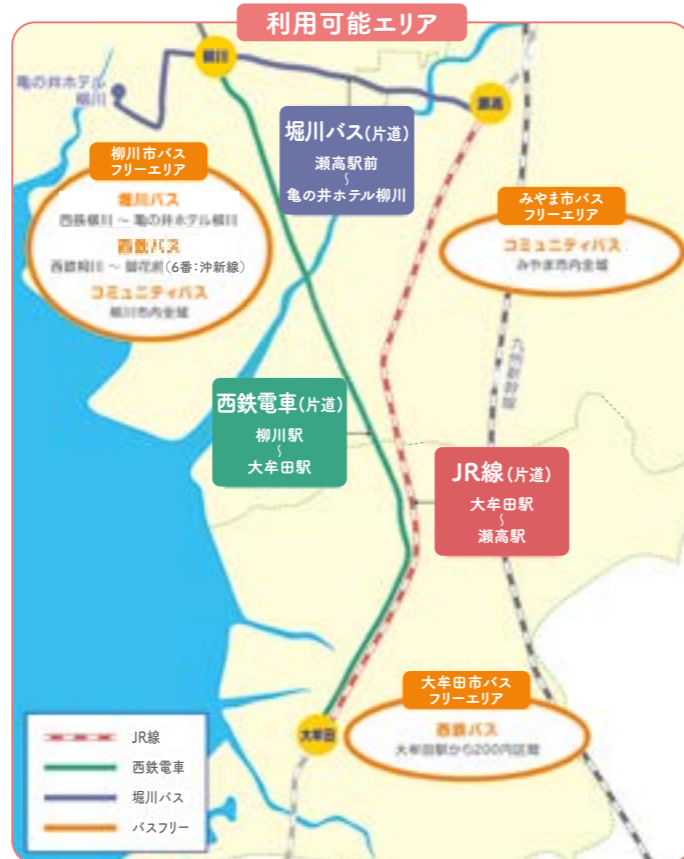 利用可能エリア
柳川
瀬高
亀の井ホテル
柳川
堀川バス(片道)
瀬高駅前
~
亀の井ホテル柳川
柳川市バス
フリーエリア
堀川バス
西鉄柳川 ~ 亀の井ホテル柳川
西鉄バス
西鉄柳川 ~ 御花前(6番:沖新線)
コミュニティバス
柳川市内全域
みやま市バス
フリーエリア
コミュニティバス
みやま市内全域
九州新幹線
西鉄電車(片道)
柳川駅
~
大牟田駅
JR線(片道)
大牟田駅
~
瀬高駅
大牟田市バス
フリーエリア
西鉄バス
大牟田駅から200円区間
大牟田
JR線
西鉄電車
堀川バス
バスフリー